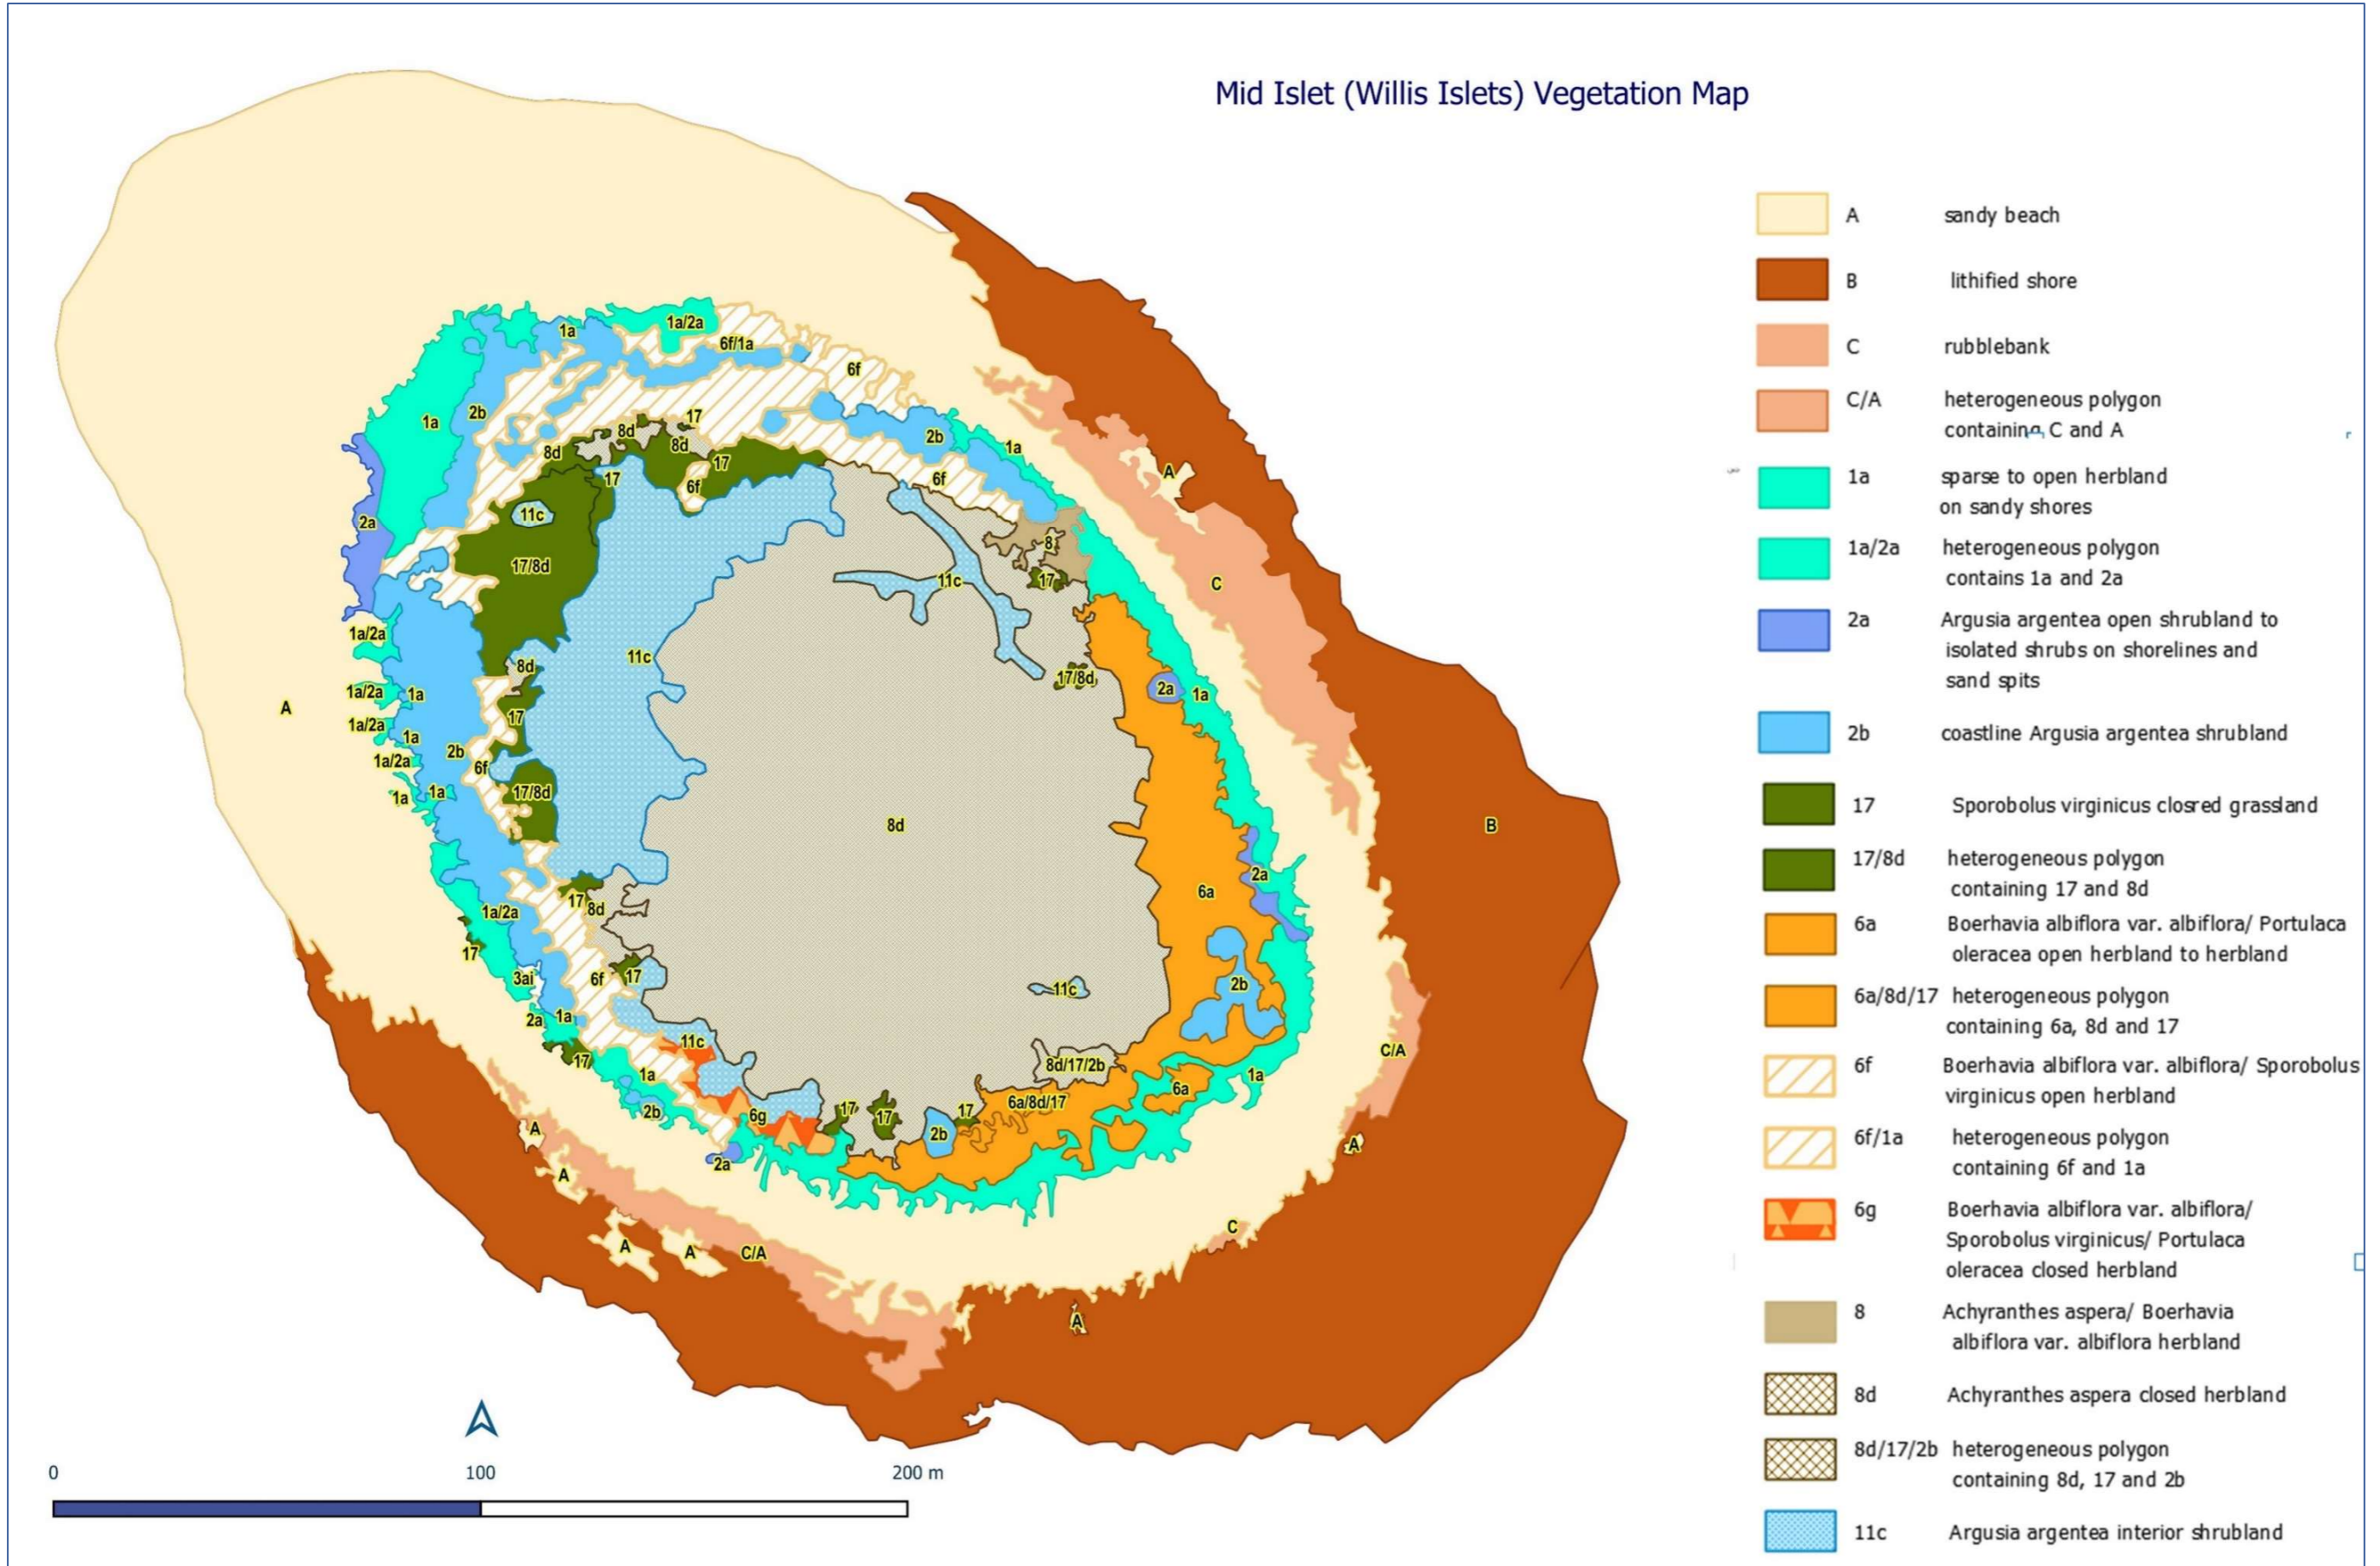 Mid Islet (Willis Islets) Vegetation Map
A sandy beach
B lithified shore
C rubblebank
C/A heterogeneous polygon
containing C and A
1a sparse to open herbland
on sandy shores
1a/2a heterogeneous polygon
contains 1a and 2a
2a Argusia argentea open shrubland to
isolated shrubs on shorelines and
sand spits
2b coastline Argusia argentea shrubland
17 Sporobolus virginicus closred grassland
17/8d heterogeneous polygon
containing 17 and 8d
6a Boerhavia albiflora var. albiflora/ Portulaca
oleracea open herbland to herbland
6a/8d/17 heterogeneous polygon
containing 6a, 8d and 17
6f Boerhavia albiflora var. albiflora/ Sporobolus
virginicus open herbland
6f/1a heterogeneous polygon
containing 6f and 1a
6g Boerhavia albiflora var. albiflora/
Sporobolus virginicus/ Portulaca
oleracea closed herbland
8 Achyranthes aspera/ Boerhavia
albiflora var. albiflora herbland
8d Achyranthes aspera closed herbland
8d/17/2b heterogeneous polygon
containing 8d, 17 and 2b
11c Argusia argentea interior shrubland
1a
1a/2a
6f/1a
6f
2b
1a
17
8d
8d
2b
1a
8d
17
A
17
6f
6f
11c
2a
8
17/8d
11c
17
C
1a/2a
11c
8d
17/8d
2a
1a
1a/2a
1a
A
17
1a/2a
1a
2b
1a/2a
6f
17/8d
1a
1a
8d
B
2a
6a
17
8d
1a/2a
17
3ai
6f
17
2b
11c
2a
1a
11c
C/A
17
8d/17/2b
1a
1a
6a
6a/8d/17
2b
6g
17
17
17
2b
A
A
2a
A
C
A
A
C/A
A
0 100 200 m